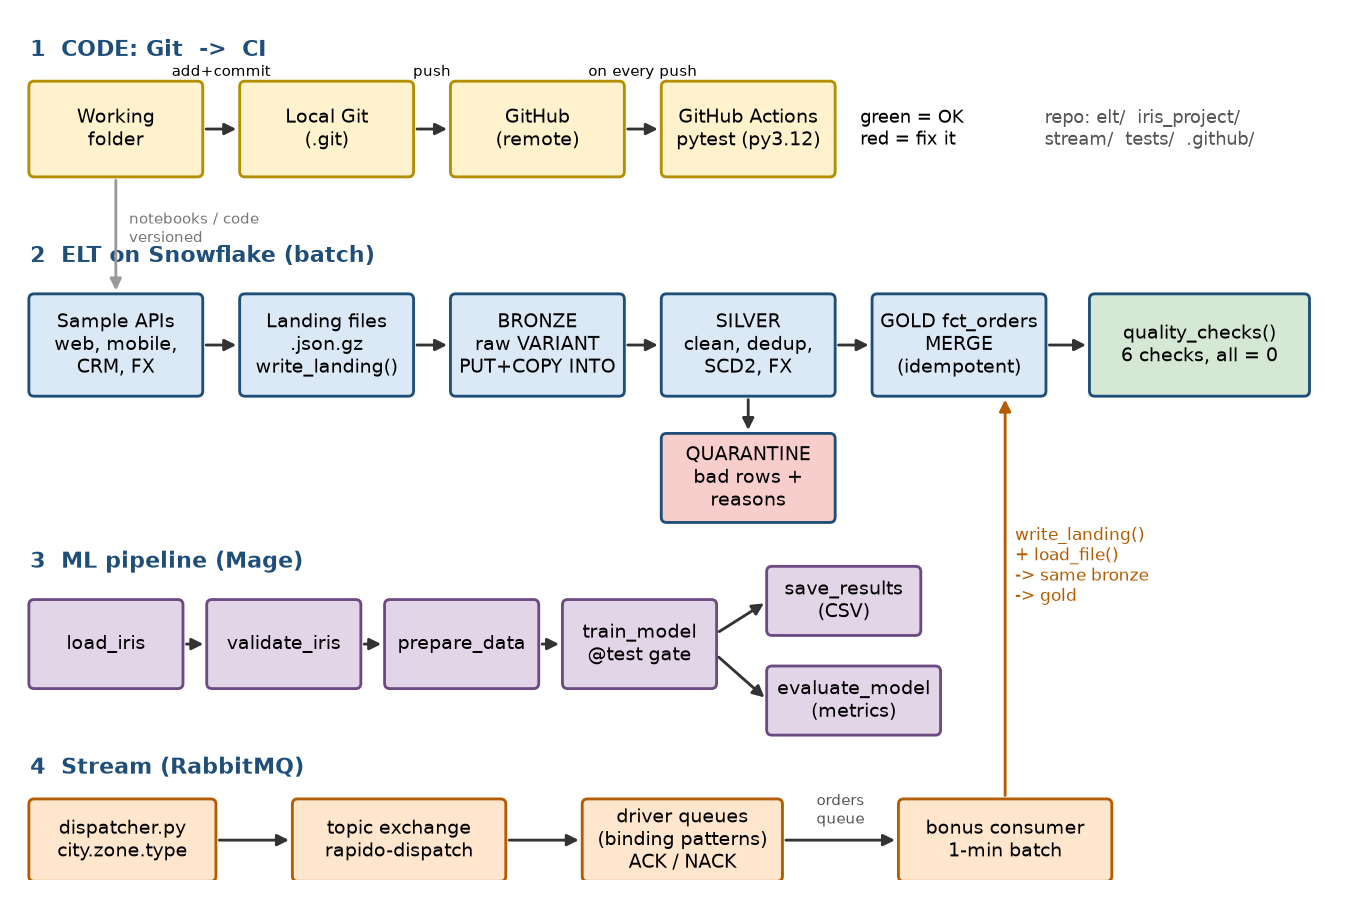 1  CODE: Git  ->  CI
add+commit
push
on every push
Working
folder
Local Git
(.git)
GitHub
(remote)
GitHub Actions
pytest (py3.12)
green = OK
red = fix it
repo: elt/  iris_project/
stream/  tests/  .github/
notebooks / code
versioned
2  ELT on Snowflake (batch)
Sample APIs
web, mobile,
CRM, FX
Landing files
.json.gz
write_landing()
BRONZE
raw VARIANT
PUT+COPY INTO
SILVER
clean, dedup,
SCD2, FX
GOLD fct_orders
MERGE
(idempotent)
quality_checks()
6 checks, all = 0
QUARANTINE
bad rows +
reasons
write_landing()
+ load_file()
-> same bronze
-> gold
3  ML pipeline (Mage)
load_iris
validate_iris
prepare_data
train_model
@test gate
save_results
(CSV)
evaluate_model
(metrics)
4  Stream (RabbitMQ)
dispatcher.py
city.zone.type
topic exchange
rapido-dispatch
driver queues
(binding patterns)
ACK / NACK
orders
queue
bonus consumer
1-min batch